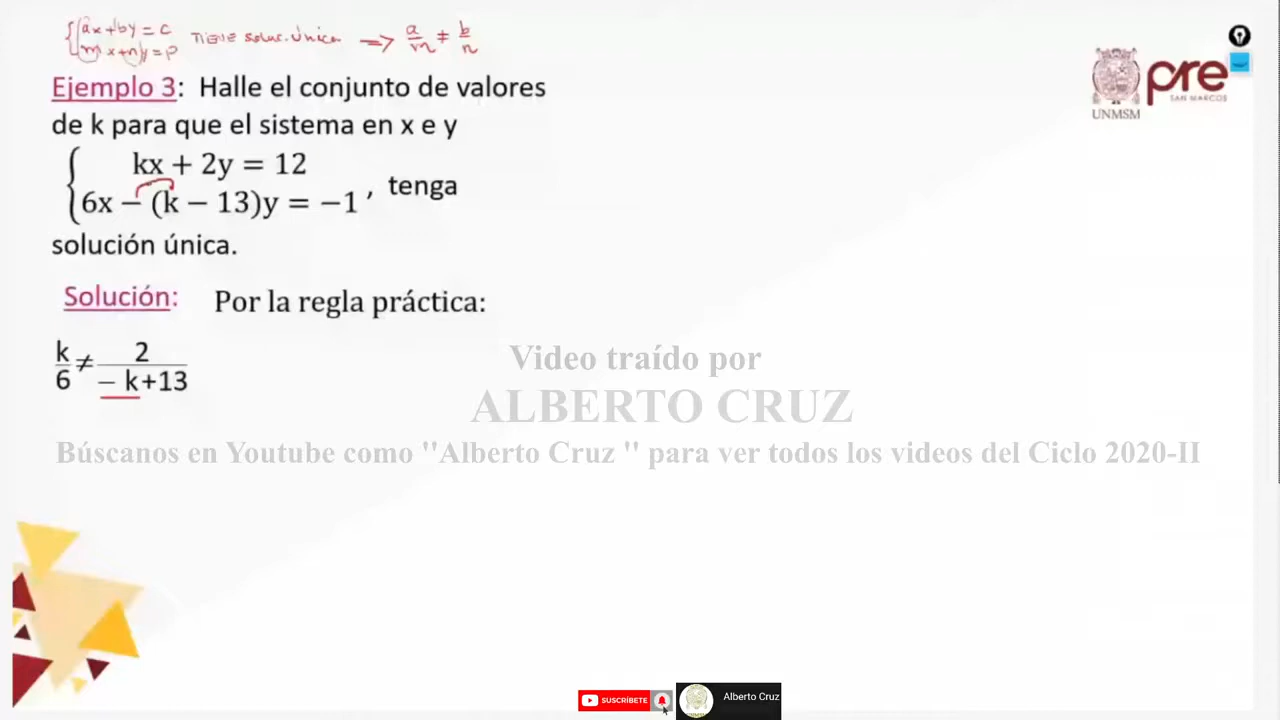 ax+by=c
mx+ny=p tiene soluc. única ⇒ a/m ≠ b/n
Ejemplo 3: Halle el conjunto de valores
de k para que el sistema en x e y
kx + 2y = 12
6x − (k − 13)y = −1 , tenga
solución única.
Solución: Por la regla práctica:
k/6 ≠ 2/(− k+13)
pre
SAN MARCOS
UNMSM
Video traído por
ALBERTO CRUZ
Búscanos en Youtube como "Alberto Cruz " para ver todos los videos del Ciclo 2020-II
SUSCRÍBETE
UNMSM
Alberto Cruz